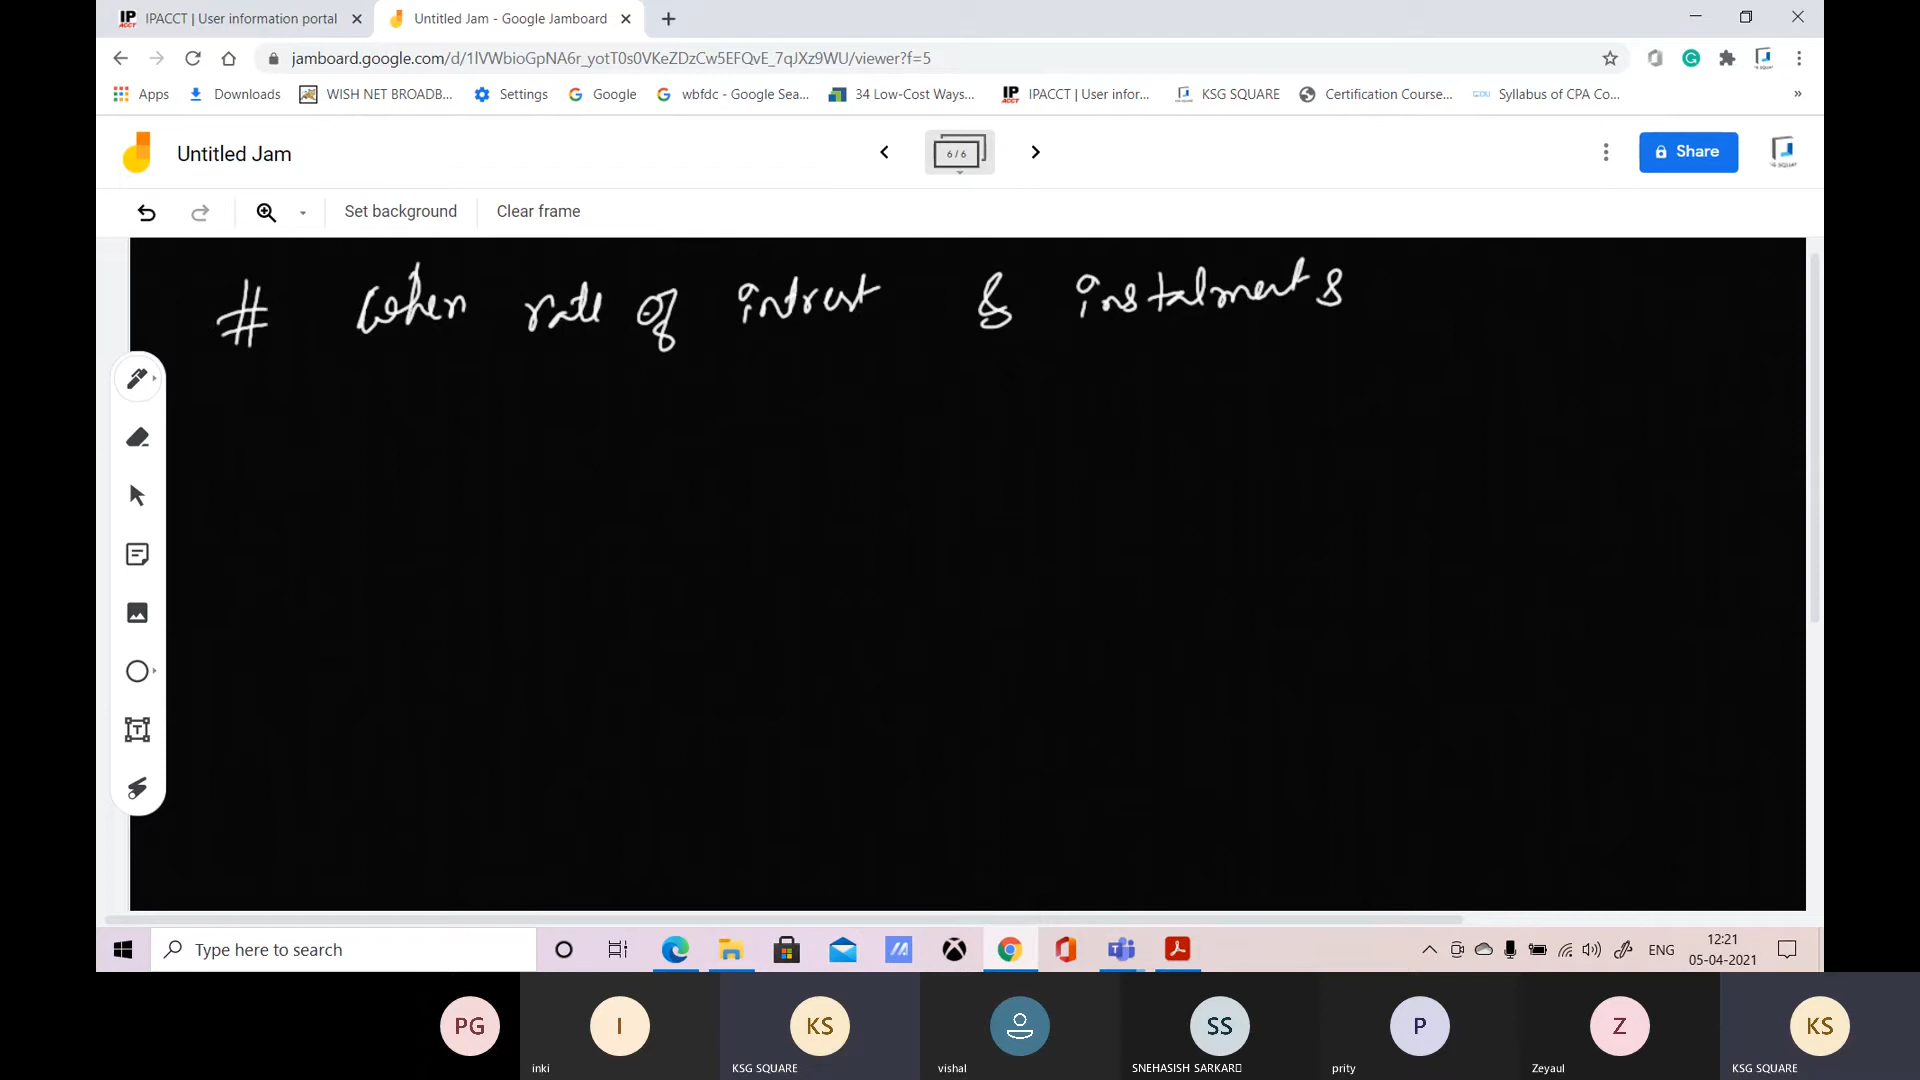 IPACCT | User information portal
Untitled Jam - Google Jamboard
jamboard.google.com/d/1lVWbioGpNA6r_yotT0s0VKeZDzCw5EFQvE_7qJXz9WU/viewer?f=5
Apps Downloads WISH NET BROADB... Settings Google wbfdc - Google Sea... 34 Low-Cost Ways... IPACCT | User infor... KSG SQUARE Certification Course... Syllabus of CPA Co... »
Untitled Jam
6 / 6
Share
Set background Clear frame
# When rate of intrest & instalments
Type here to search
ENG
12:21
05-04-2021
PG I KS SS P Z KS
inki KSG SQUARE vishal SNEHASISH SARKAR prity Zeyaul KSG SQUARE